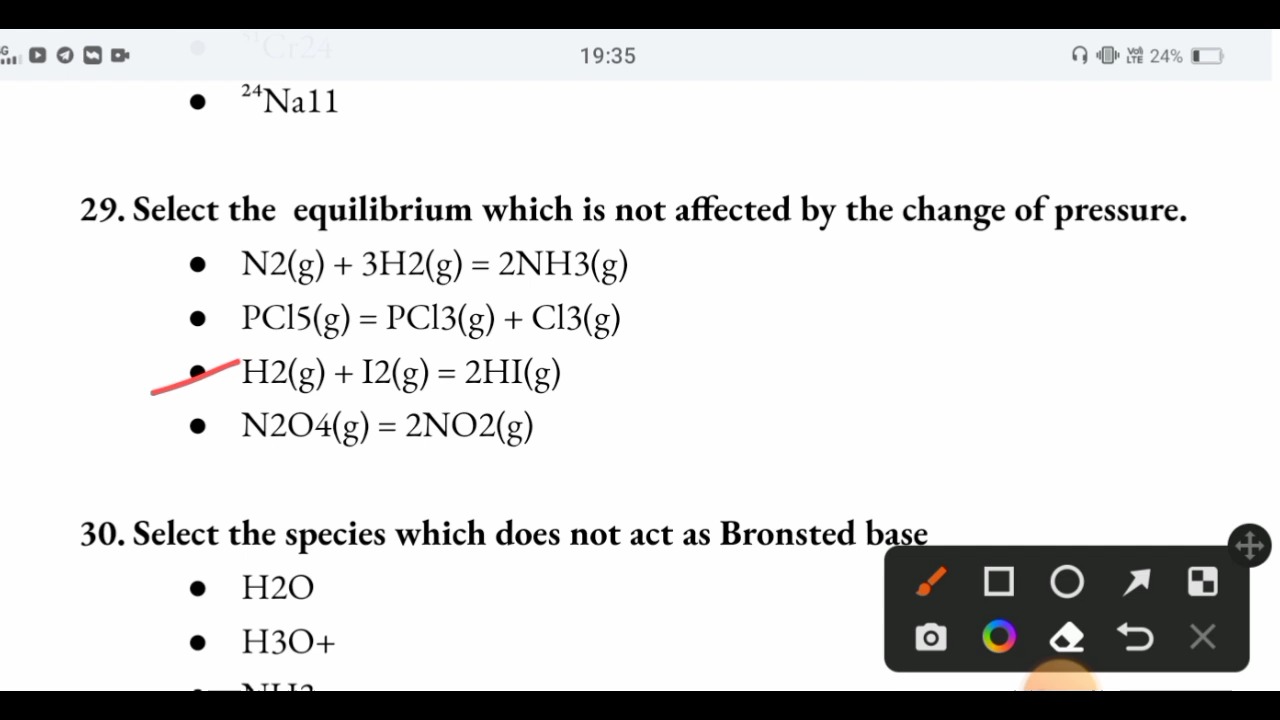 19:35
24%
⁵¹Cr24
● ²⁴Na11
29. Select the equilibrium which is not affected by the change of pressure.
● N2(g) + 3H2(g) = 2NH3(g)
● PCl5(g) = PCl3(g) + Cl3(g)
● H2(g) + I2(g) = 2HI(g)
● N2O4(g) = 2NO2(g)
30. Select the species which does not act as Bronsted base
● H2O
● H3O+